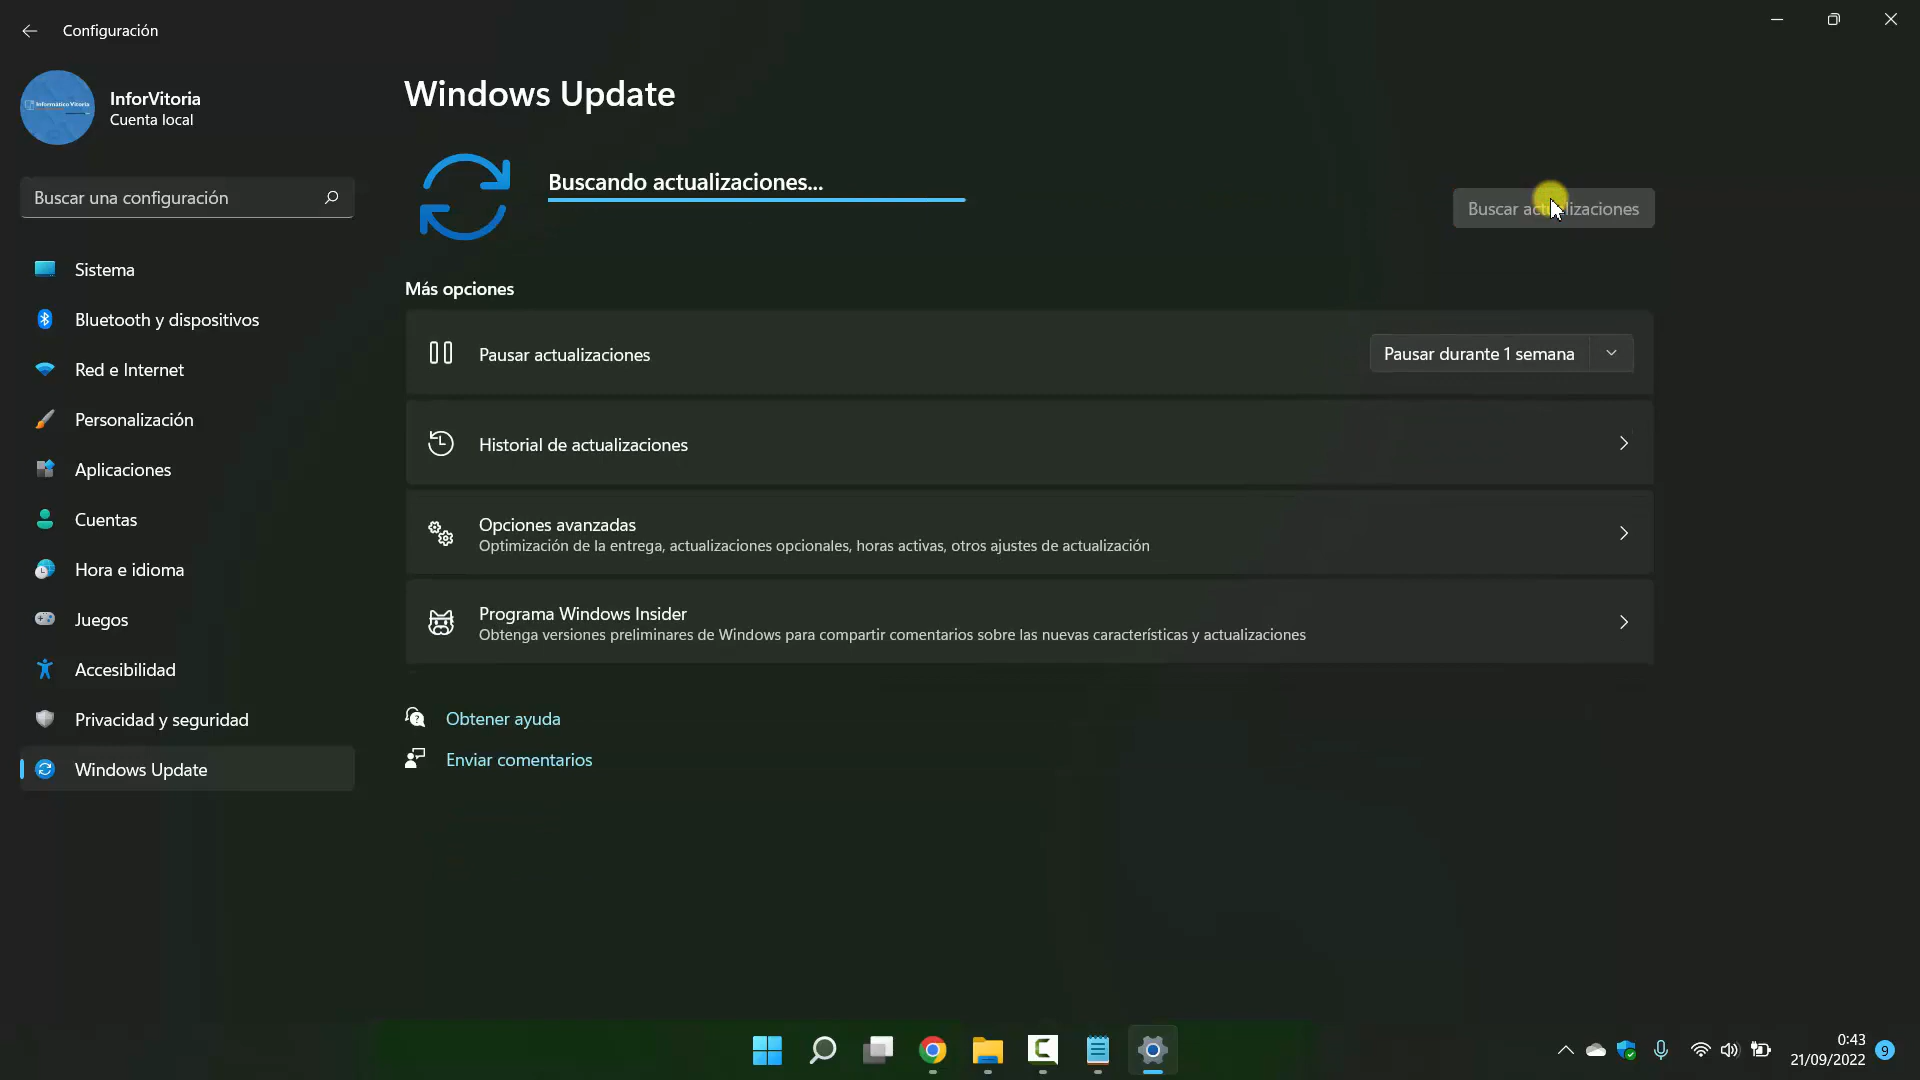 Configuración
InforVitoria
Cuenta local
Buscar una configuración
Sistema
Bluetooth y dispositivos
Red e Internet
Personalización
Aplicaciones
Cuentas
Hora e idioma
Juegos
Accesibilidad
Privacidad y seguridad
Windows Update
Windows Update
Buscando actualizaciones...
Buscar actualizaciones
Más opciones
Pausar actualizaciones
Pausar durante 1 semana
Historial de actualizaciones
Opciones avanzadas
Optimización de la entrega, actualizaciones opcionales, horas activas, otros ajustes de actualización
Programa Windows Insider
Obtenga versiones preliminares de Windows para compartir comentarios sobre las nuevas características y actualizaciones
Obtener ayuda
Enviar comentarios
0:43
21/09/2022
9